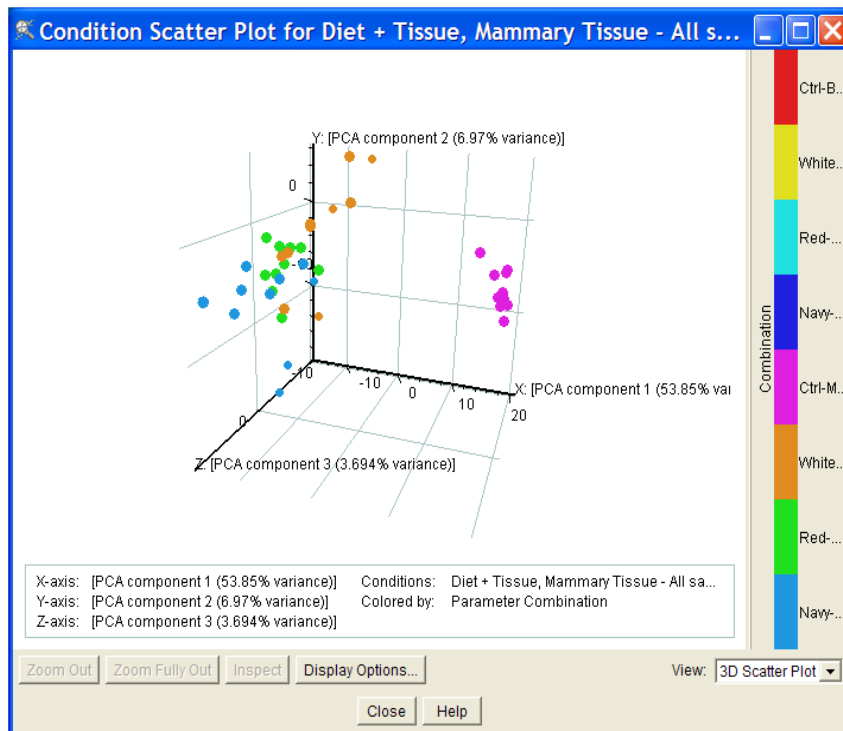 Condition Scatter Plot for Diet + Tissue, Mammary Tissue - All s...
Y: [PCA component 2 (6.97% variance)]
0
-10
-10
-10
0
10
20
X: [PCA component 1 (53.85% vari
0
Z: [PCA component 3 (3.694% variance)]
Combination
Ctrl-B..
White..
Red-...
Navy-..
Ctrl-M..
White..
Red-...
Navy-..
X-axis: [PCA component 1 (53.85% variance)] Conditions: Diet + Tissue, Mammary Tissue - All sa...
Y-axis: [PCA component 2 (6.97% variance)] Colored by: Parameter Combination
Z-axis: [PCA component 3 (3.694% variance)]
Zoom Out Zoom Fully Out Inspect Display Options... View: 3D Scatter Plot
Close Help